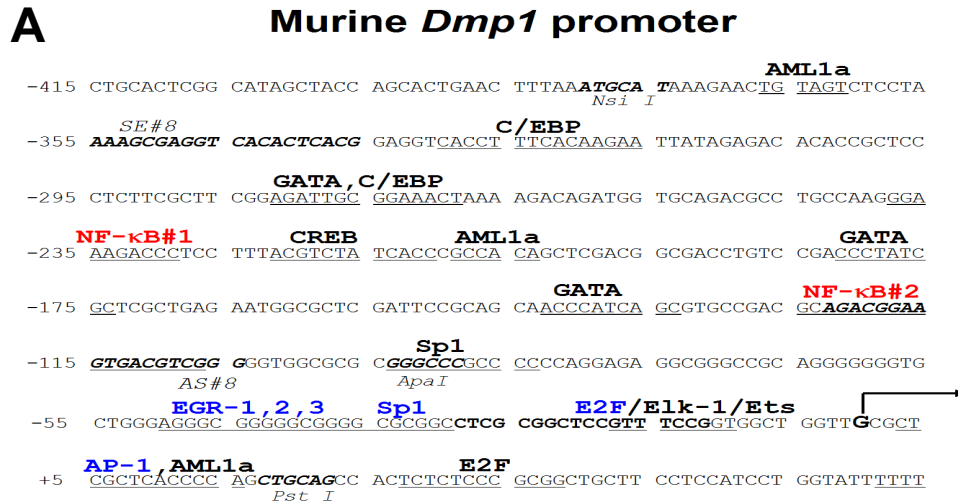 A
Murine Dmp1 promoter
AML1a
-415 CTGCACTCGG CATAGCTACC AGCACTGAAC TTTAAATGCA TAAAGAACTG TAGTCTCCTA
Nsi I
SE#8 C/EBP
-355 AAAGCGAGGT CACACTCACG GAGGTCACCT TTCACAAGAA TTATAGAGAC ACACCGCTCC
GATA,C/EBP
-295 CTCTTCGCTT CGGAGATTGC GGAAACTAAA AGACAGATGG TGCAGACGCC TGCCAAGGGA
NF-κB#1 CREB AML1a GATA
-235 AAGACCCTCC TTTACGTCTA TCACCCGCCA CAGCTCGACG GCGACCTGTC CGACCCTATC
GATA NF-κB#2
-175 GCTCGCTGAG AATGGCGCTC GATTCCGCAG CAACCCATCA GCGTGCCGAC GCAGACGGAA
Sp1
-115 GTGACGTCGG GGGTGGCGCG CGGGCCCGCC CCCCAGGAGA GGCGGGCCGC AGGGGGGGTG
AS#8 ApaI
EGR-1,2,3 Sp1 E2F/Elk-1/Ets
-55 CTGGGAGGGC GGGGGCGGGG CGCGGCCTCG CGGCTCCGTT TCCGGTGGCT GGTTGCGCT
AP-1,AML1a E2F
+5 CGCTCACCCC AGCTGCAGCC ACTCTCTCCC GCGGCTGCTT CCTCCATCCT GGTATTTTTT
Pst I